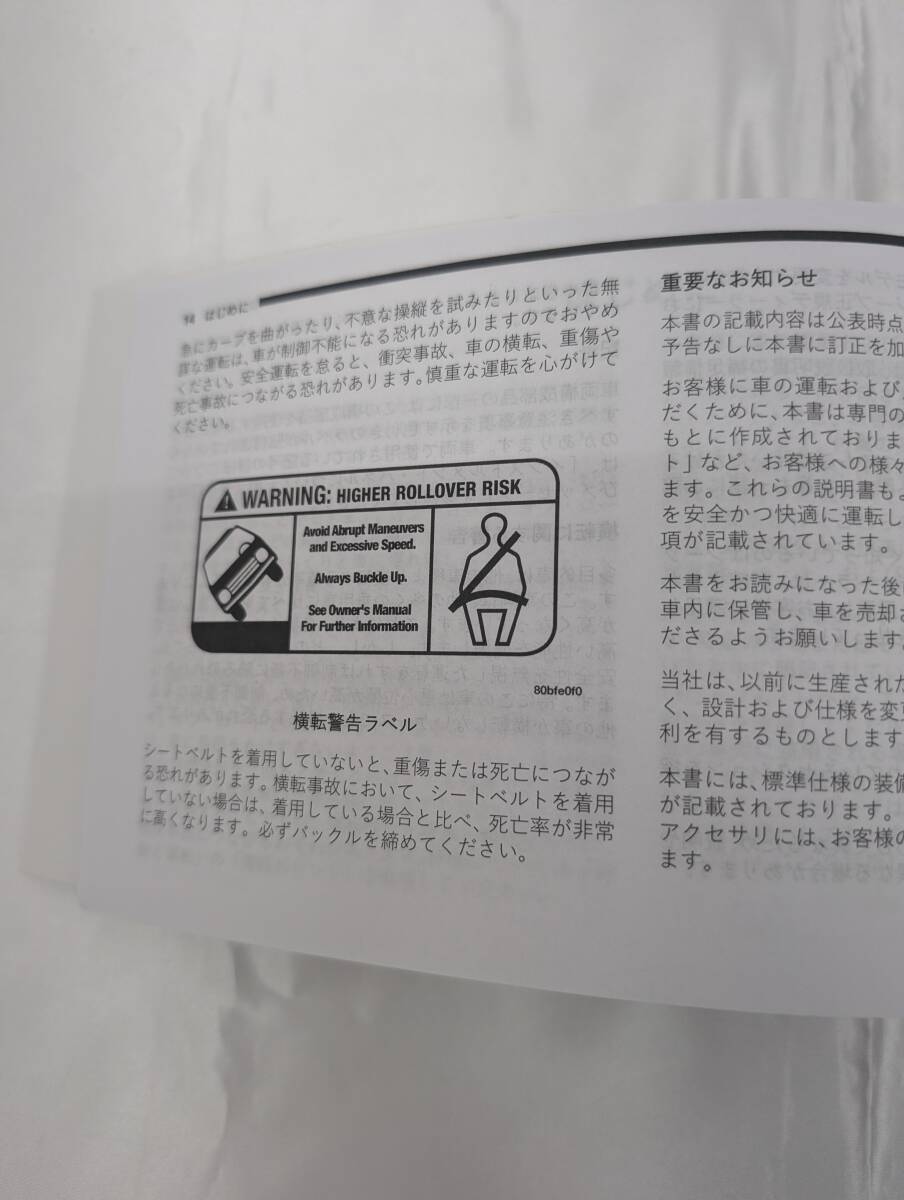 はじめに
急にカーブを曲がったり、不意な操縦を試みたりといった無
謀な運転は、車が制御不能になる恐れがありますのでおやめ
ください。安全運転を怠ると、衝突事故、車の横転、重傷や
死亡事故につながる恐れがあります。慎重な運転を心がけて
ください。
WARNING: HIGHER ROLLOVER RISK
Avoid Abrupt Maneuvers
and Excessive Speed.
Always Buckle Up.
See Owner's Manual
For Further Information
80bfe0f0
横転警告ラベル
シートベルトを着用していないと、重傷または死亡につなが
る恐れがあります。横転事故において、シートベルトを着用
していない場合は、着用している場合と比べ、死亡率が非常
に高くなります。必ずバックルを締めてください。
重要なお知らせ
本書の記載内容は公表時点
予告なしに本書に訂正を加
お客様に車の運転および
だくために、本書は専門の
もとに作成されておりま
ト」など、お客様への様々
ます。これらの説明書も
を安全かつ快適に運転し
項が記載されています。
本書をお読みになった後
車内に保管し、車を売却
ださるようお願いします。
当社は、以前に生産された
く、設計および仕様を変
利を有するものとします
本書には、標準仕様の装備
が記載されております。
アクセサリには、お客様の
ます。